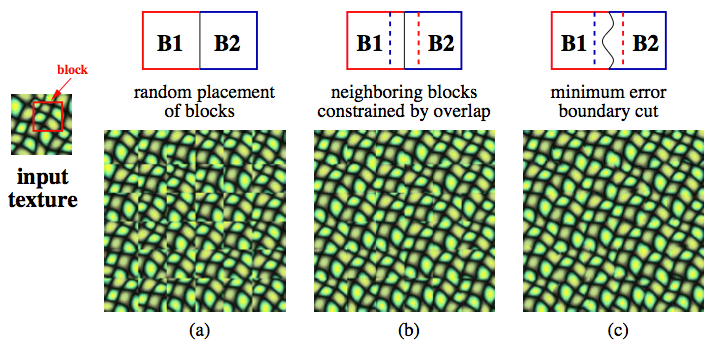 block
input
texture
B1 B2
random placement
of blocks
(a)
B1 B2
neighboring blocks
constrained by overlap
(b)
B1 B2
minimum error
boundary cut
(c)